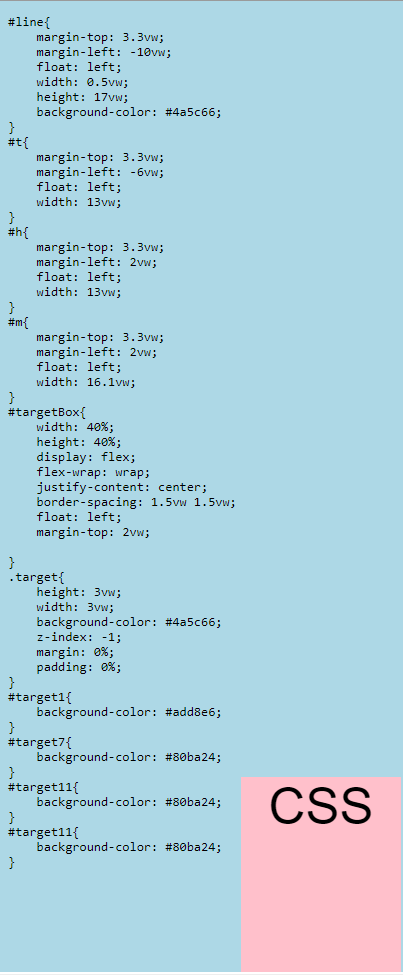 #line{
    margin-top: 3.3vw;
    margin-left: -10vw;
    float: left;
    width: 0.5vw;
    height: 17vw;
    background-color: #4a5c66;
}
#t{
    margin-top: 3.3vw;
    margin-left: -6vw;
    float: left;
    width: 13vw;
}
#h{
    margin-top: 3.3vw;
    margin-left: 2vw;
    float: left;
    width: 13vw;
}
#m{
    margin-top: 3.3vw;
    margin-left: 2vw;
    float: left;
    width: 16.1vw;
}
#targetBox{
    width: 40%;
    height: 40%;
    display: flex;
    flex-wrap: wrap;
    justify-content: center;
    border-spacing: 1.5vw 1.5vw;
    float: left;
    margin-top: 2vw;

}
.target{
    height: 3vw;
    width: 3vw;
    background-color: #4a5c66;
    z-index: -1;
    margin: 0%;
    padding: 0%;
}
#target1{
    background-color: #add8e6;
}
#target7{
    background-color: #80ba24;
}
#target11{
    background-color: #80ba24;
}
#target11{
    background-color: #80ba24;
}
CSS